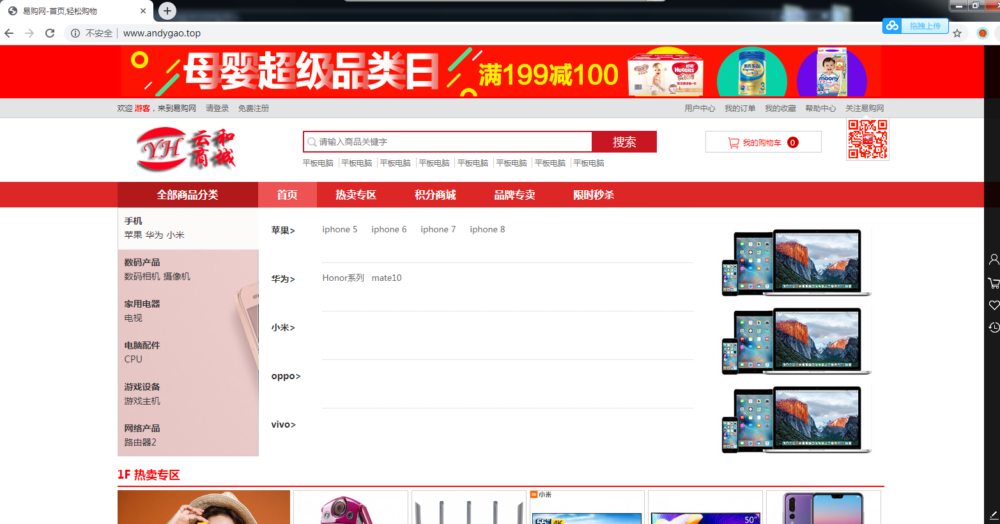 易购网-首页,轻松购物
不安全 www.andygao.top
拖拽上传
母婴超级品类日 满199减100
HUGGIES
S-26
3
moony
欢迎 游客，来到易购网 请登录 免费注册
用户中心 我的订单 我的收藏 帮助中心 关注易购网
YH 云和商城
请输入商品关键字 搜索
我的购物车 0
平板电脑 平板电脑 平板电脑 平板电脑 平板电脑 平板电脑 平板电脑 平板电脑
全部商品分类 首页 热卖专区 积分商城 品牌专卖 限时秒杀
手机
苹果 华为 小米
数码产品
数码相机 摄像机
家用电器
电视
电脑配件
CPU
游戏设备
游戏主机
网络产品
路由器2
苹果> iphone 5 iphone 6 iphone 7 iphone 8
华为> Honor系列 mate10
小米>
oppo>
vivo>
1F 热卖专区
小米
55" 4K
50"